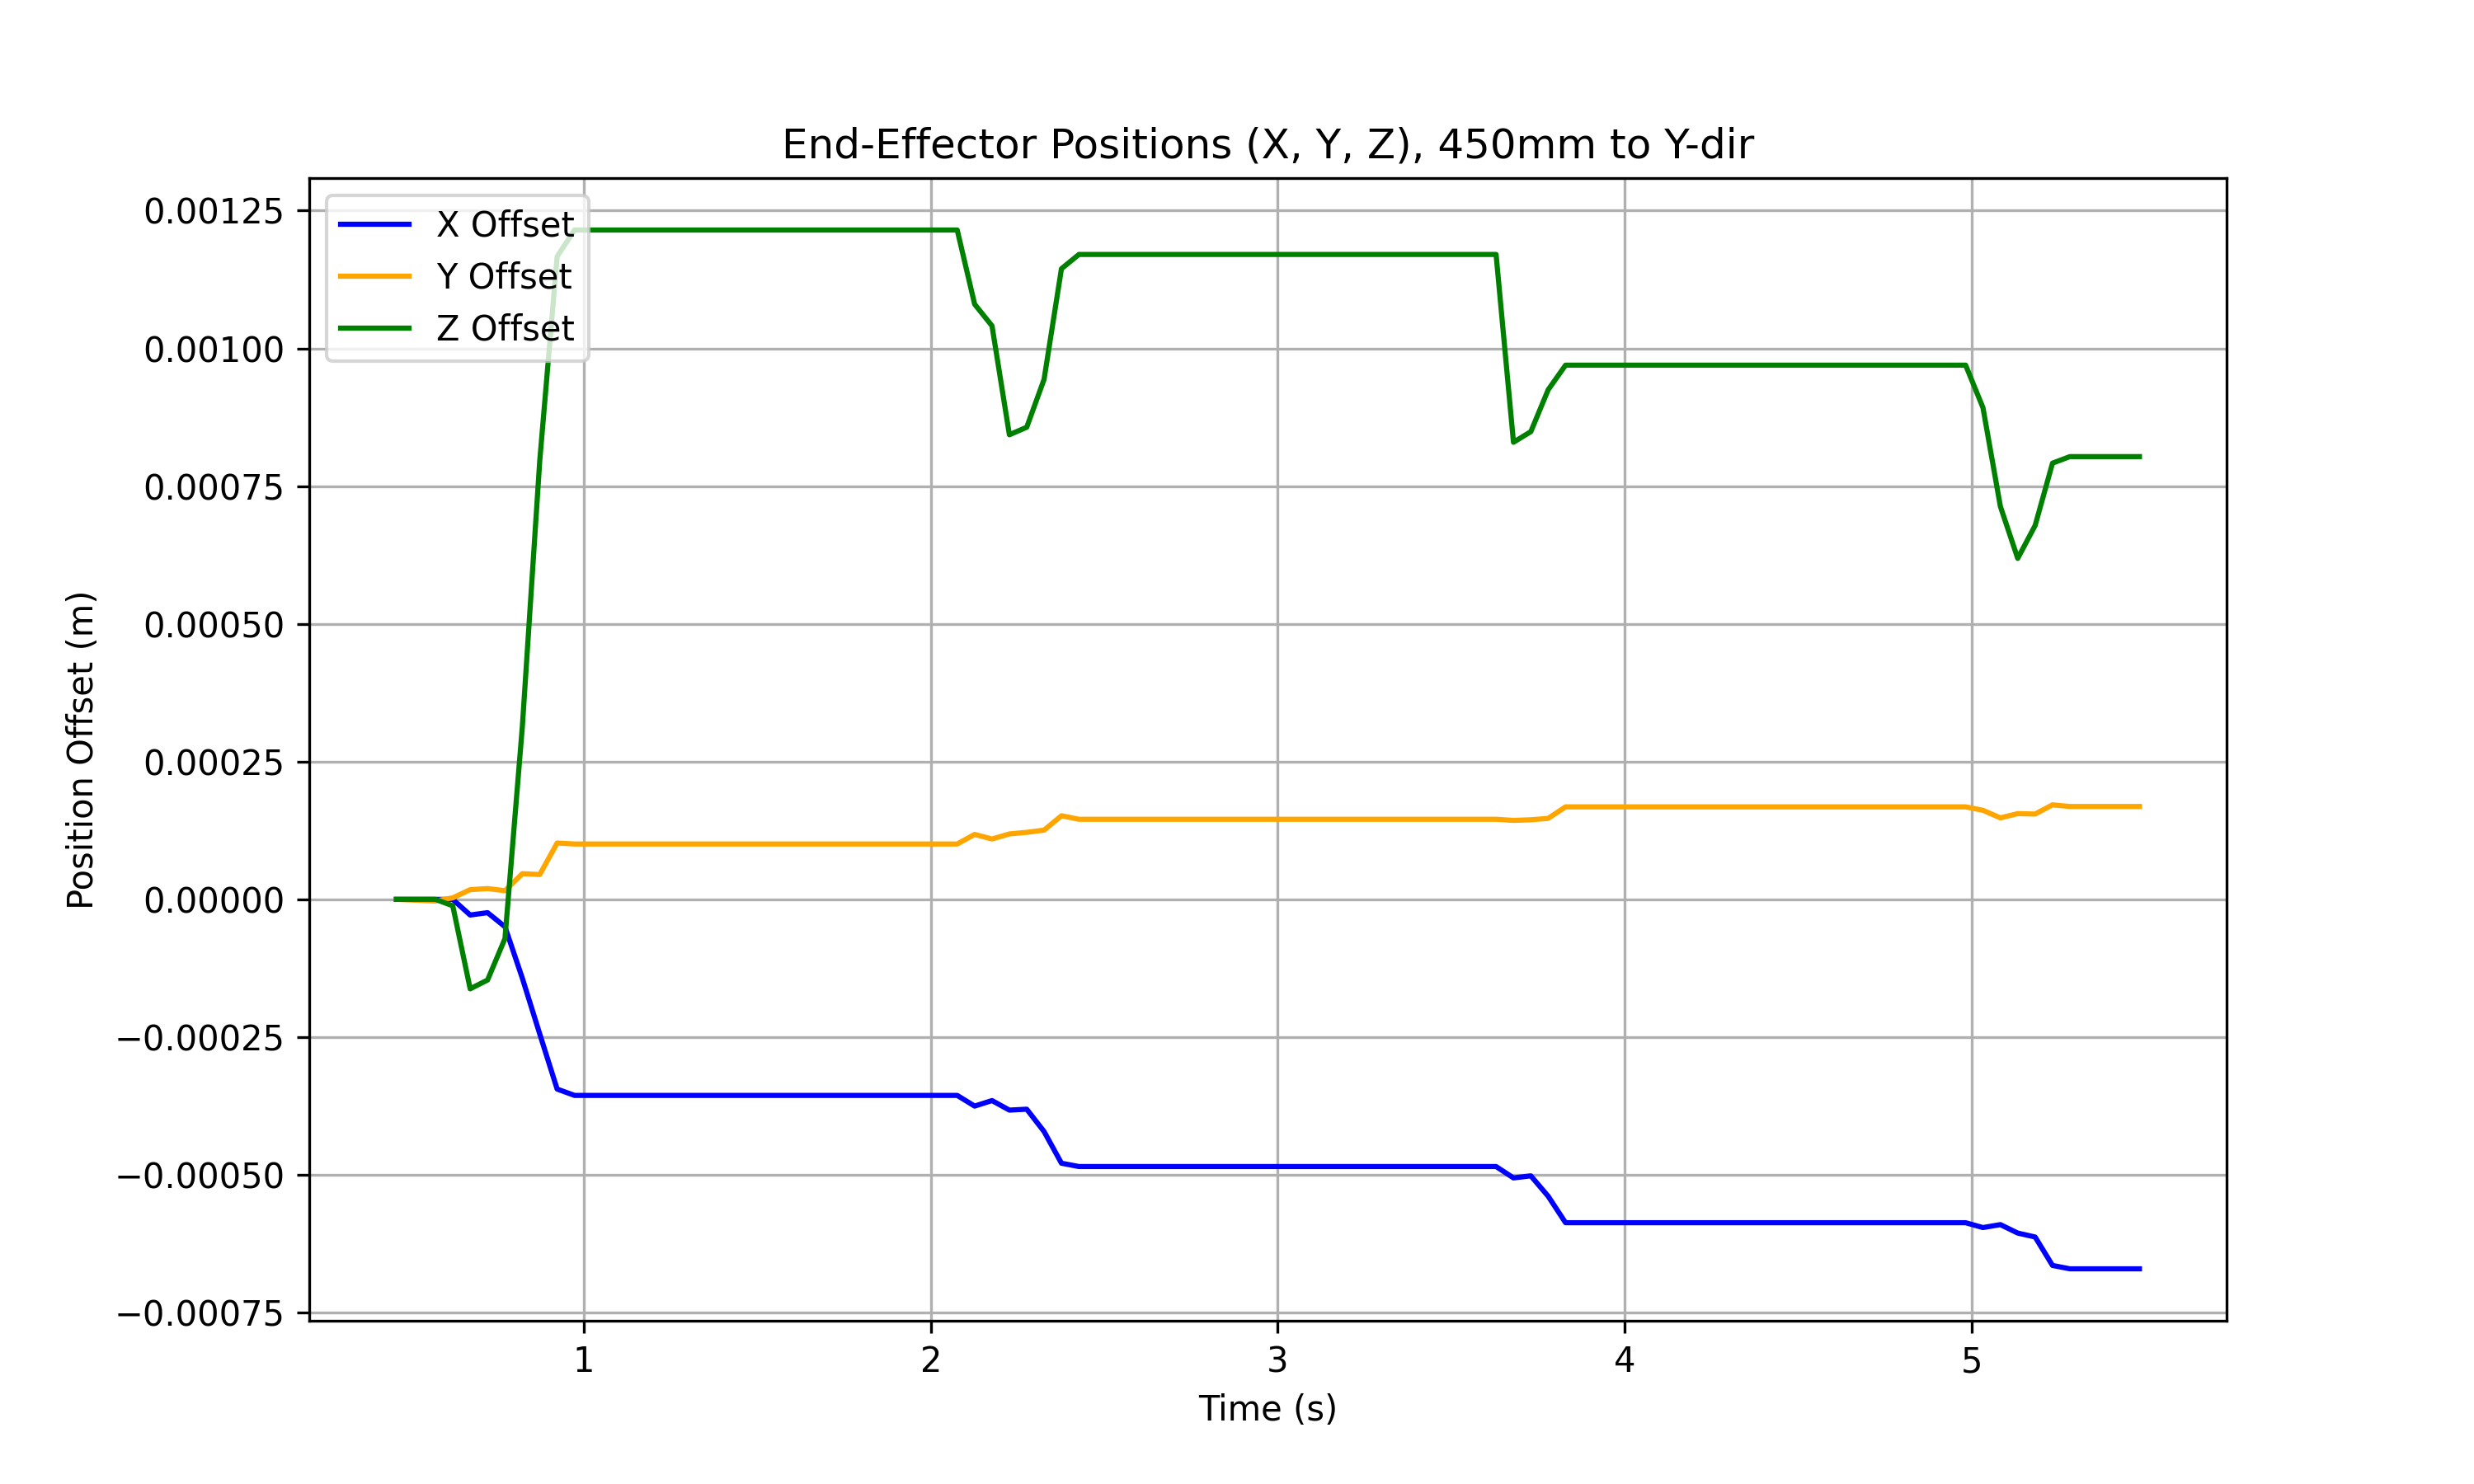 End-Effector Positions (X, Y, Z), 450mm to Y-dir
X Offset
Y Offset
Z Offset
0.00125
0.00100
0.00075
0.00050
0.00025
0.00000
−0.00025
−0.00050
−0.00075
Position Offset (m)
1 2 3 4 5
Time (s)